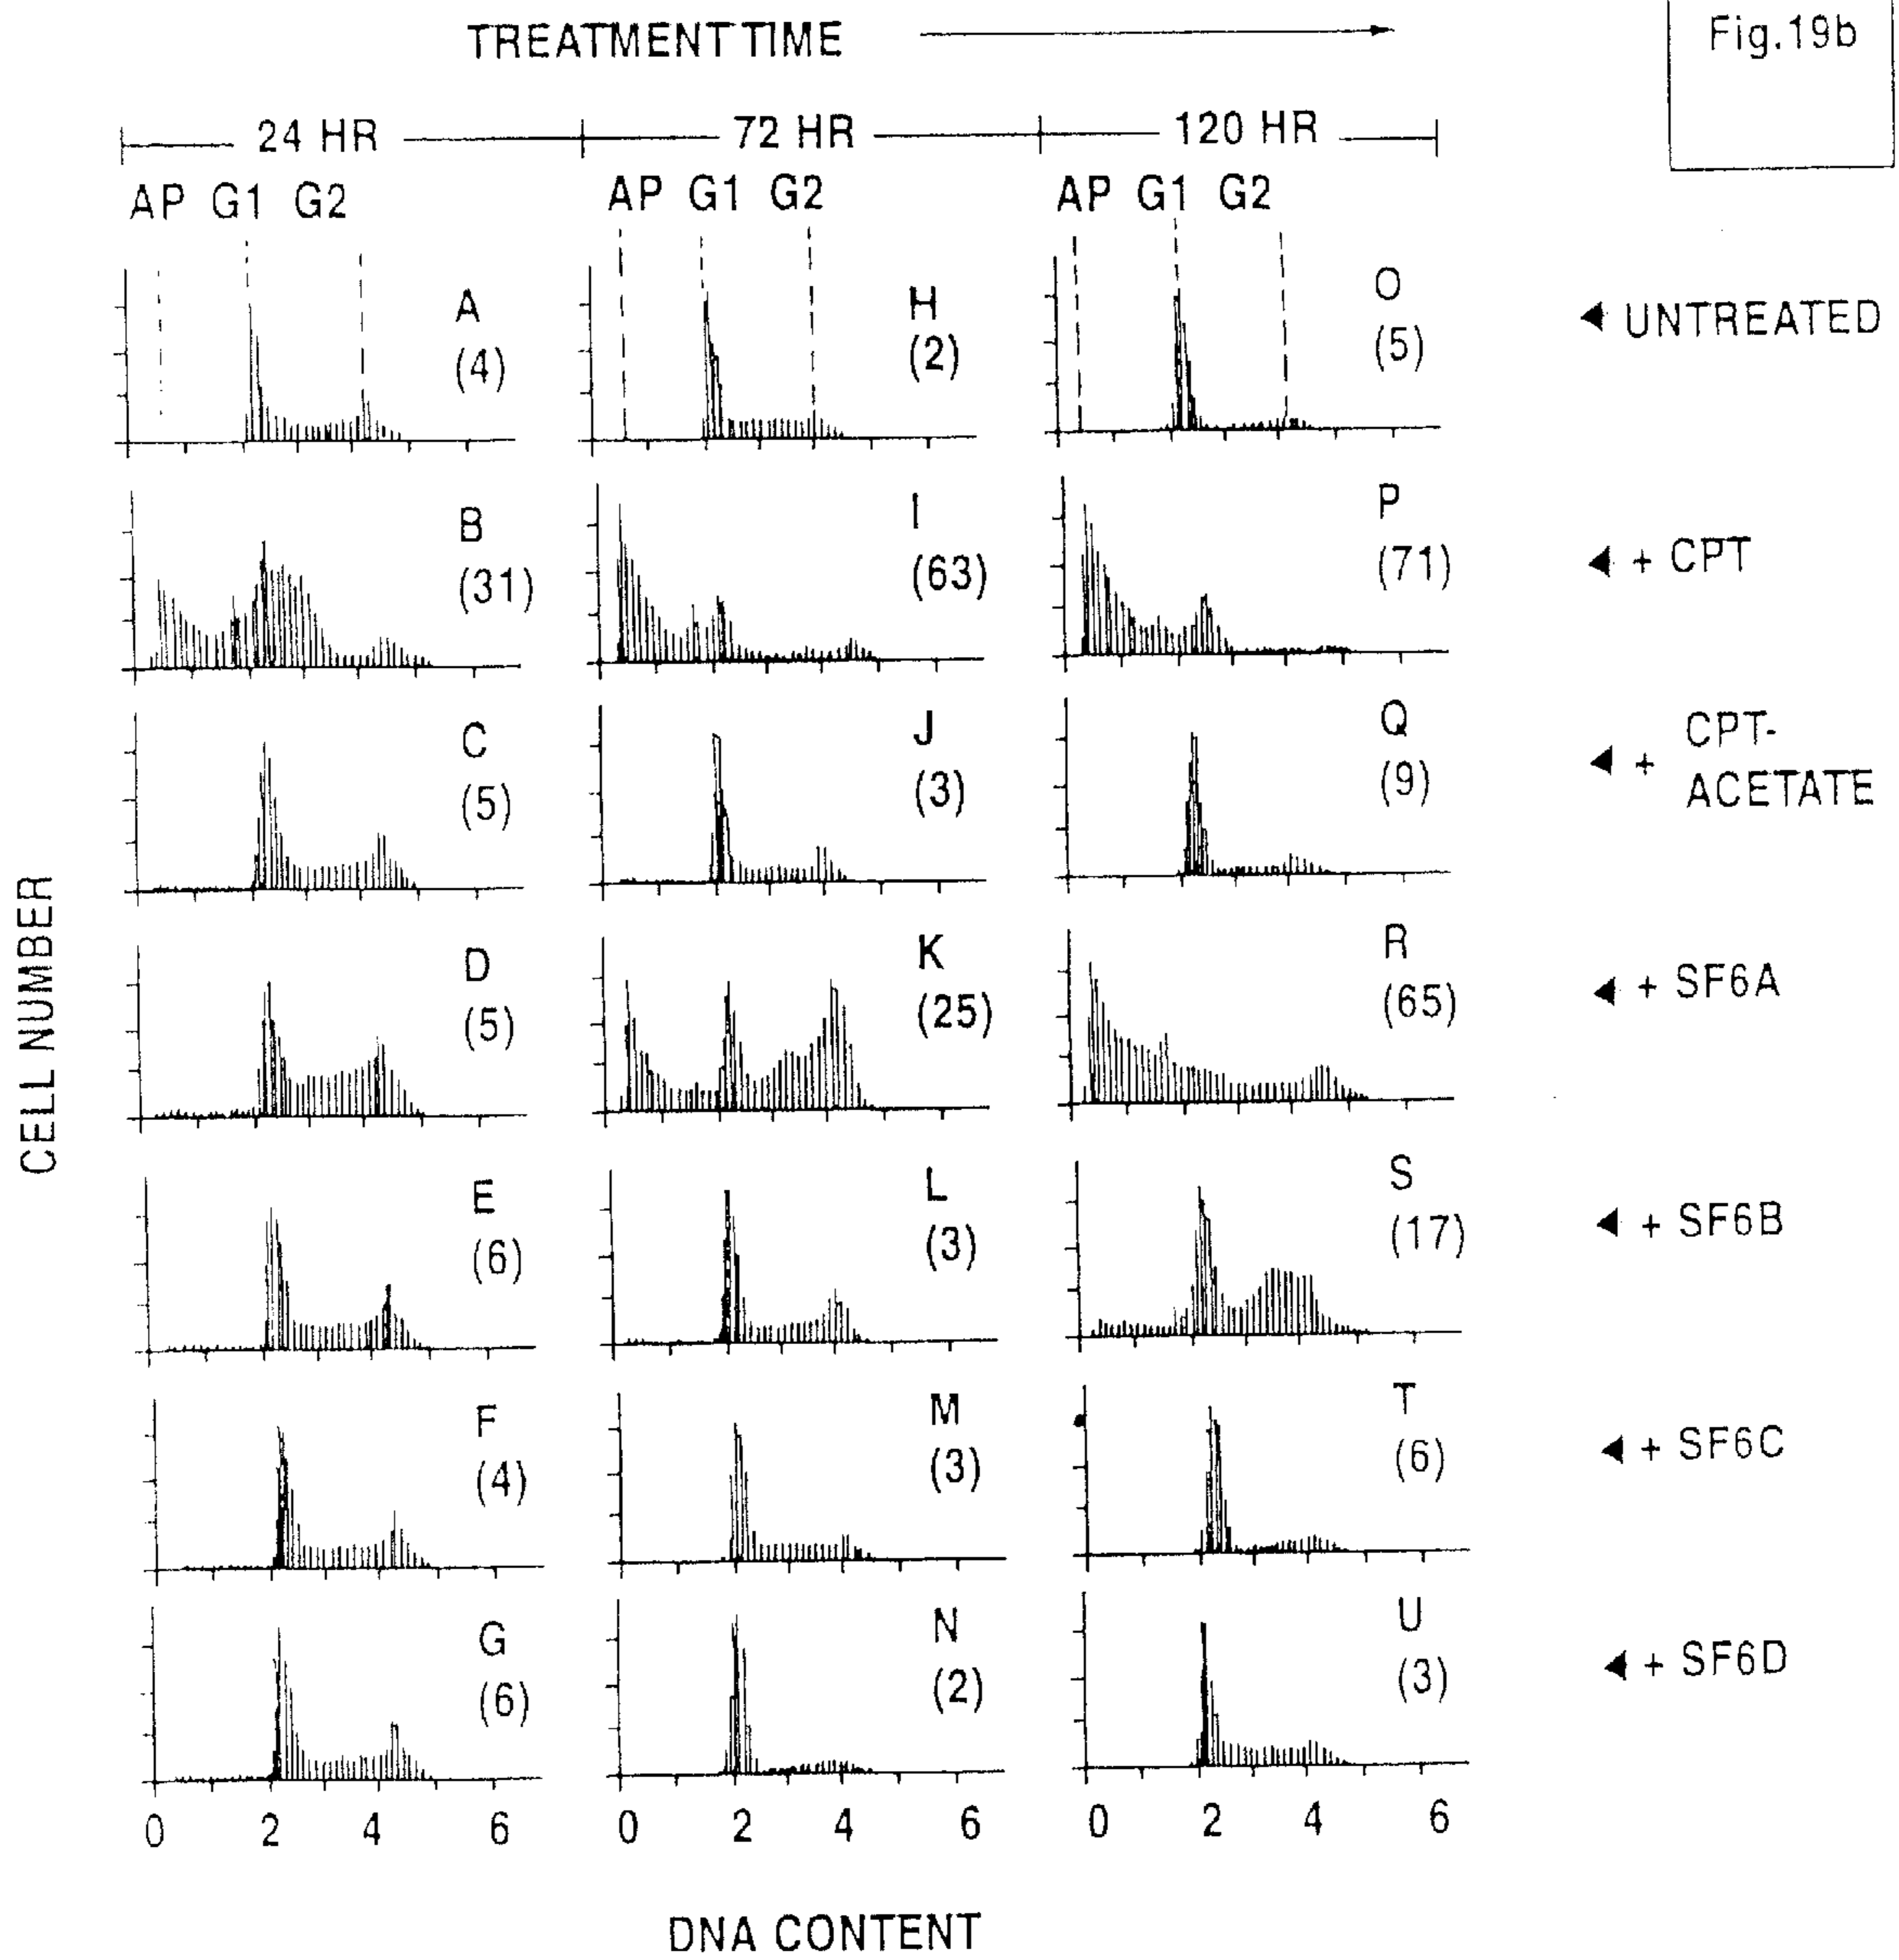 TREATMENT TIME
Fig.19b
24 HR 72 HR 120 HR
AP G1 G2 AP G1 G2 AP G1 G2
A H O
(4) (2) (5)
◄ UNTREATED
B I P
(31) (63) (71)
◄ + CPT
C J Q
(5) (3) (9)
◄ + CPT-
ACETATE
D K R
(5) (25) (65)
◄ + SF6A
E L S
(6) (3) (17)
◄ + SF6B
F M T
(4) (3) (6)
◄ + SF6C
G N U
(6) (2) (3)
◄ + SF6D
CELL NUMBER
0 2 4 6 0 2 4 6 0 2 4 6
DNA CONTENT